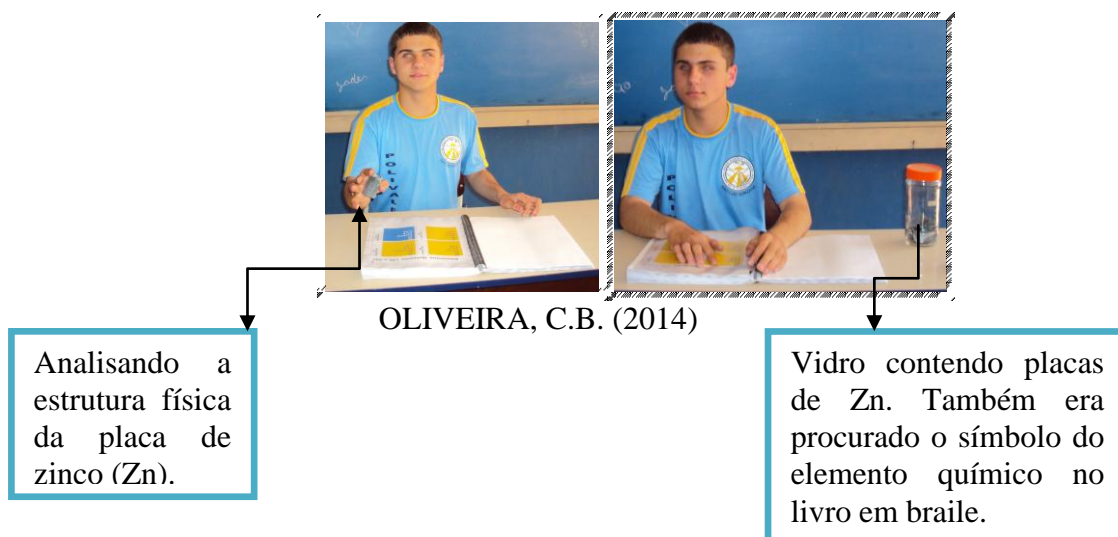 OLIVEIRA, C.B. (2014)
Analisando a
estrutura física
da placa de
zinco (Zn).
Vidro contendo placas
de Zn. Também era
procurado o símbolo do
elemento químico no
livro em braile.